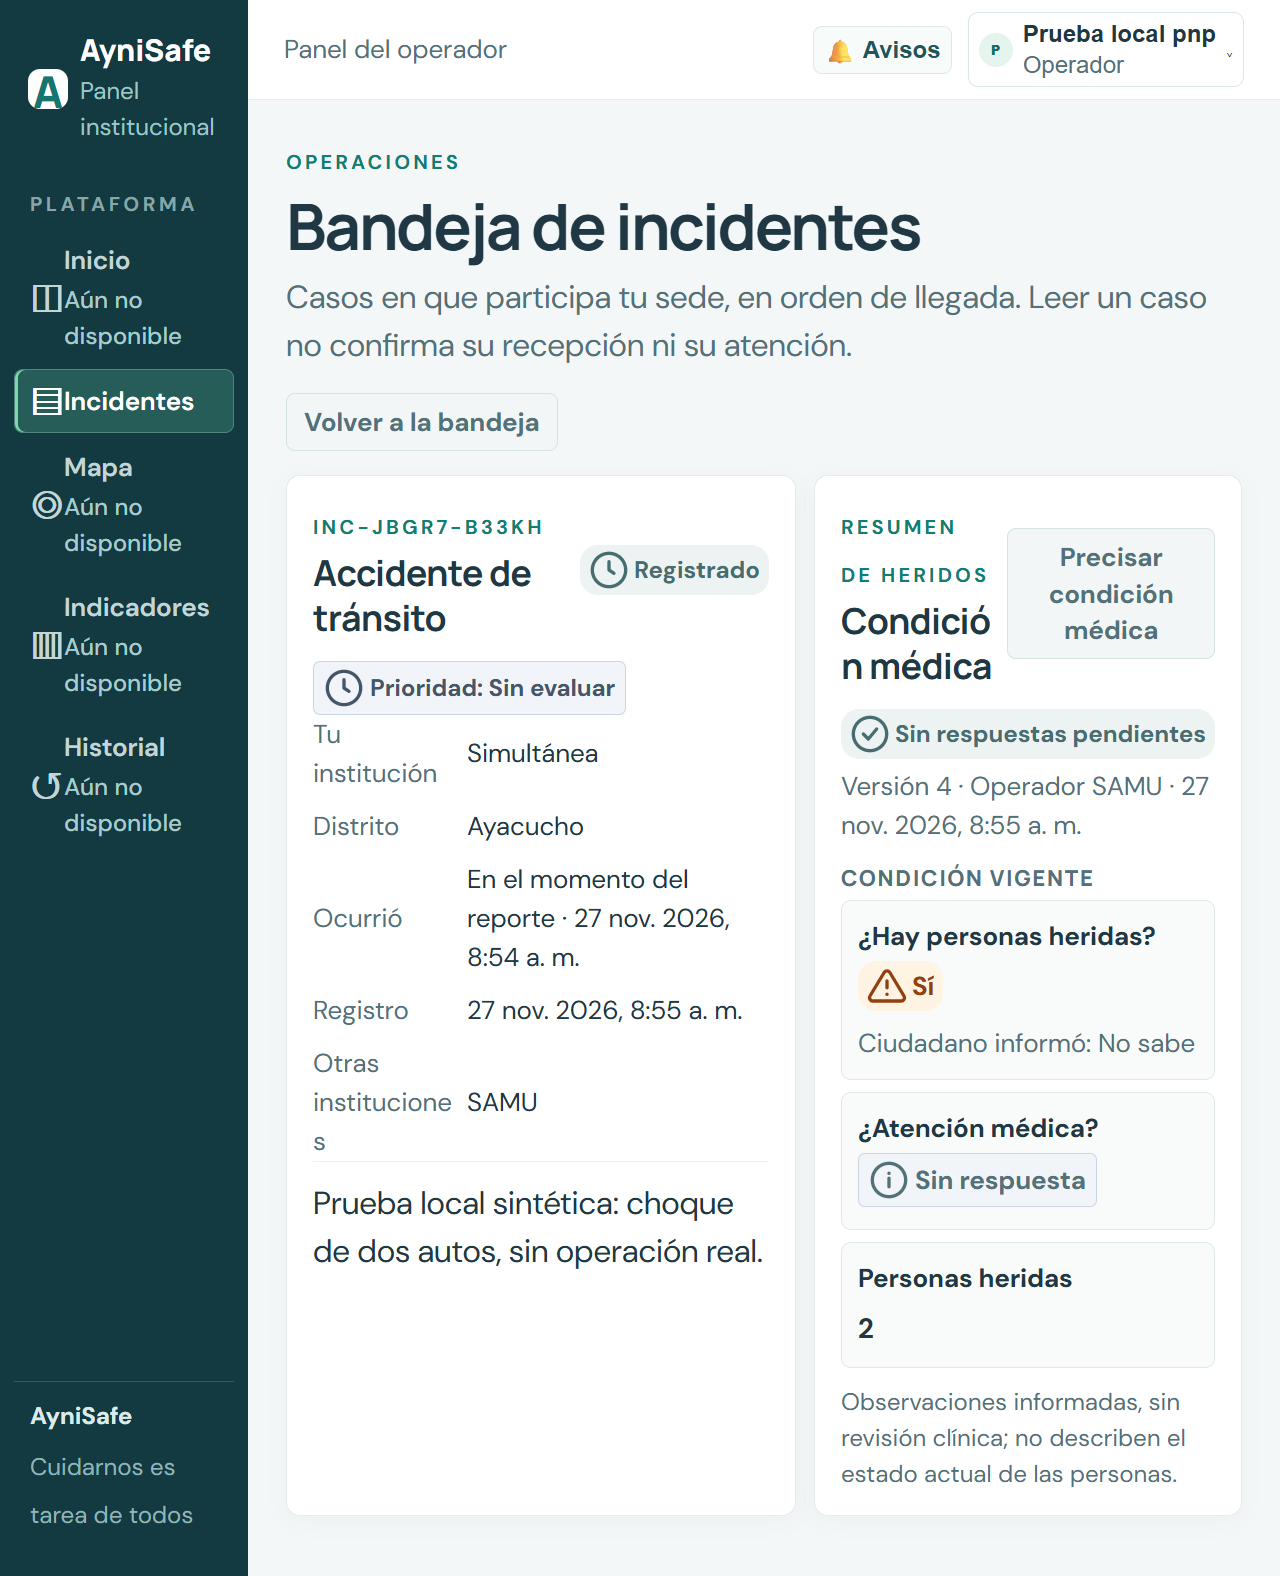 AyniSafe
A
Panel
institucional
PLATAFORMA
Inicio
Aún no
disponible
Incidentes
Mapa
Aún no
disponible
Indicadores
Aún no
disponible
Historial
Aún no
disponible
AyniSafe
Cuidarnos es
tarea de todos
Panel del operador
Avisos
P
Prueba local pnp
Operador
OPERACIONES
Bandeja de incidentes
Casos en que participa tu sede, en orden de llegada. Leer un caso
no confirma su recepción ni su atención.
Volver a la bandeja
INC-JBGR7-B33KH
Accidente de
tránsito
Registrado
Prioridad: Sin evaluar
Tu
institución
Simultánea
Distrito
Ayacucho
Ocurrió
En el momento del
reporte · 27 nov. 2026,
8:54 a. m.
Registro
27 nov. 2026, 8:55 a. m.
Otras
institucione
s
SAMU
Prueba local sintética: choque
de dos autos, sin operación real.
RESUMEN
DE HERIDOS
Condició
n médica
Precisar
condición
médica
Sin respuestas pendientes
Versión 4 · Operador SAMU · 27
nov. 2026, 8:55 a. m.
CONDICIÓN VIGENTE
¿Hay personas heridas?
Sí
Ciudadano informó: No sabe
¿Atención médica?
Sin respuesta
Personas heridas
2
Observaciones informadas, sin
revisión clínica; no describen el
estado actual de las personas.